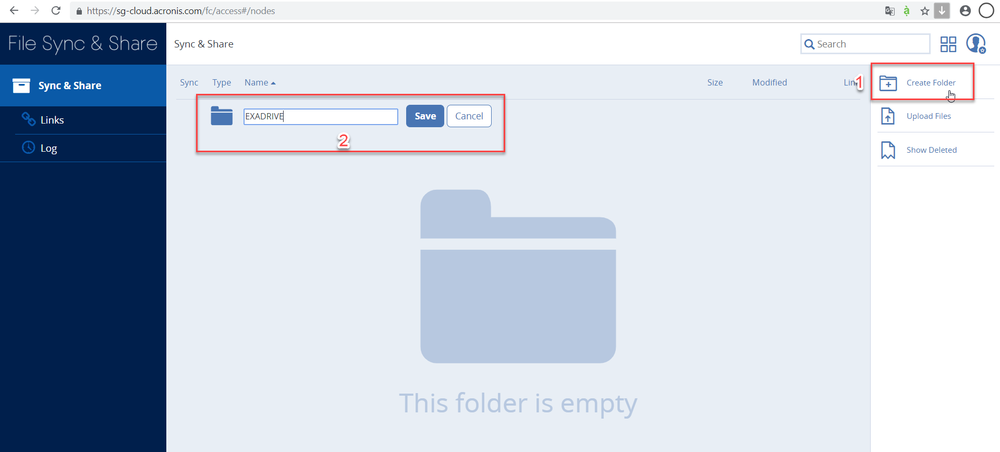 https://sg-cloud.acronis.com/fc/access#/nodes
File Sync & Share
Sync & Share
Search
Sync & Share
Links
Log
Sync Type Name Size Modified Lin
1
Create Folder
EXADRIVE Save Cancel
2
Upload Files
Show Deleted
This folder is empty